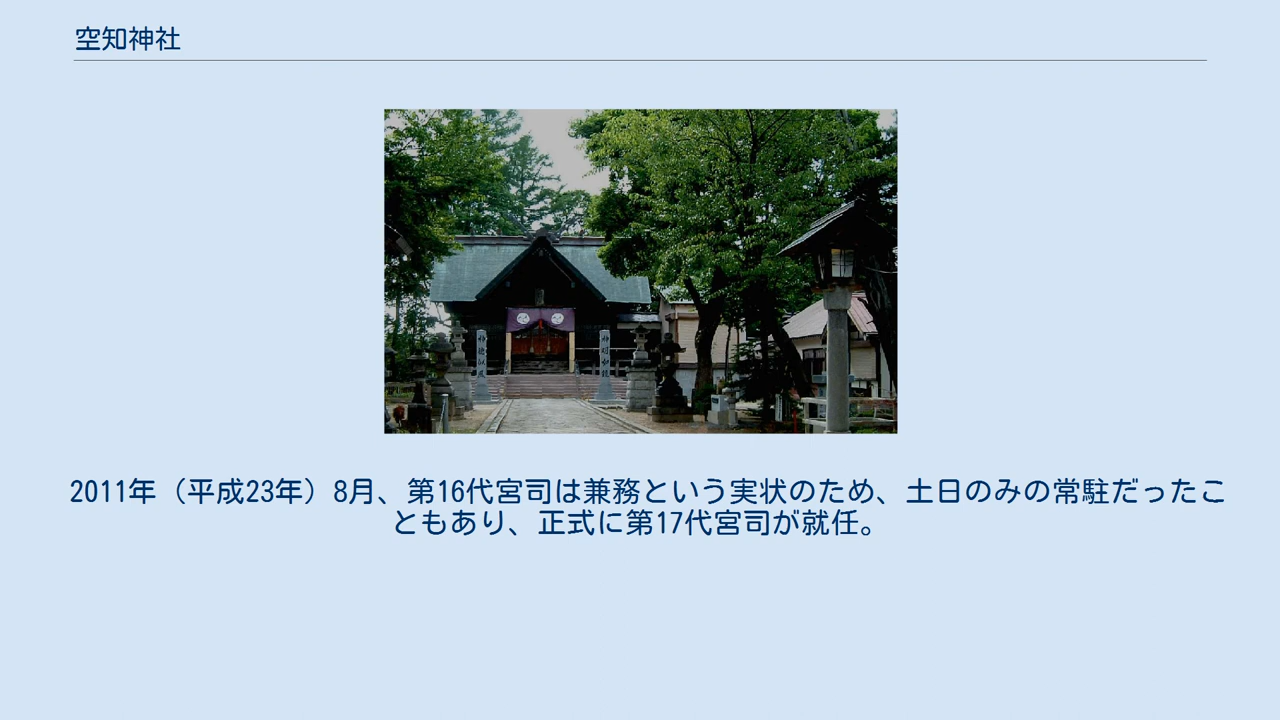 空知神社
2011年（平成23年）8月、第16代宮司は兼務という実状のため、土日のみの常駐だったこ
ともあり、正式に第17代宮司が就任。